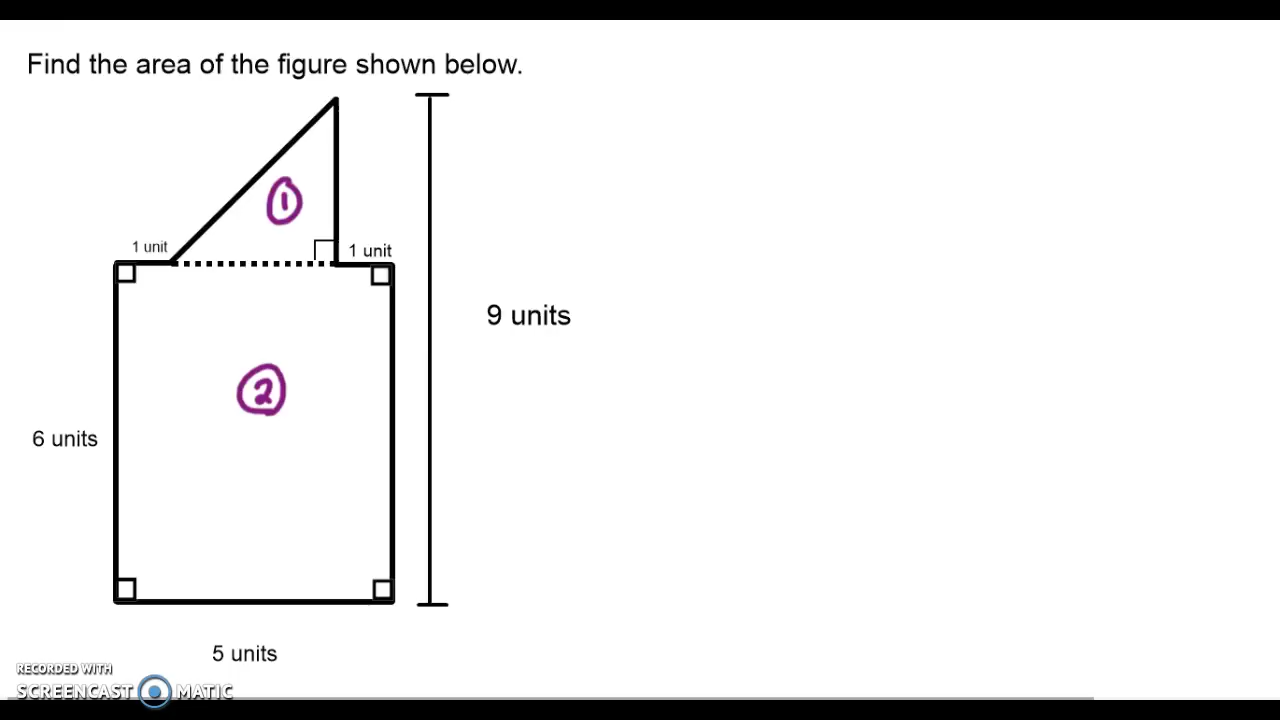 Find the area of the figure shown below.
1
1 unit
1 unit
9 units
2
6 units
5 units
RECORDED WITH
SCREENCAST MATIC